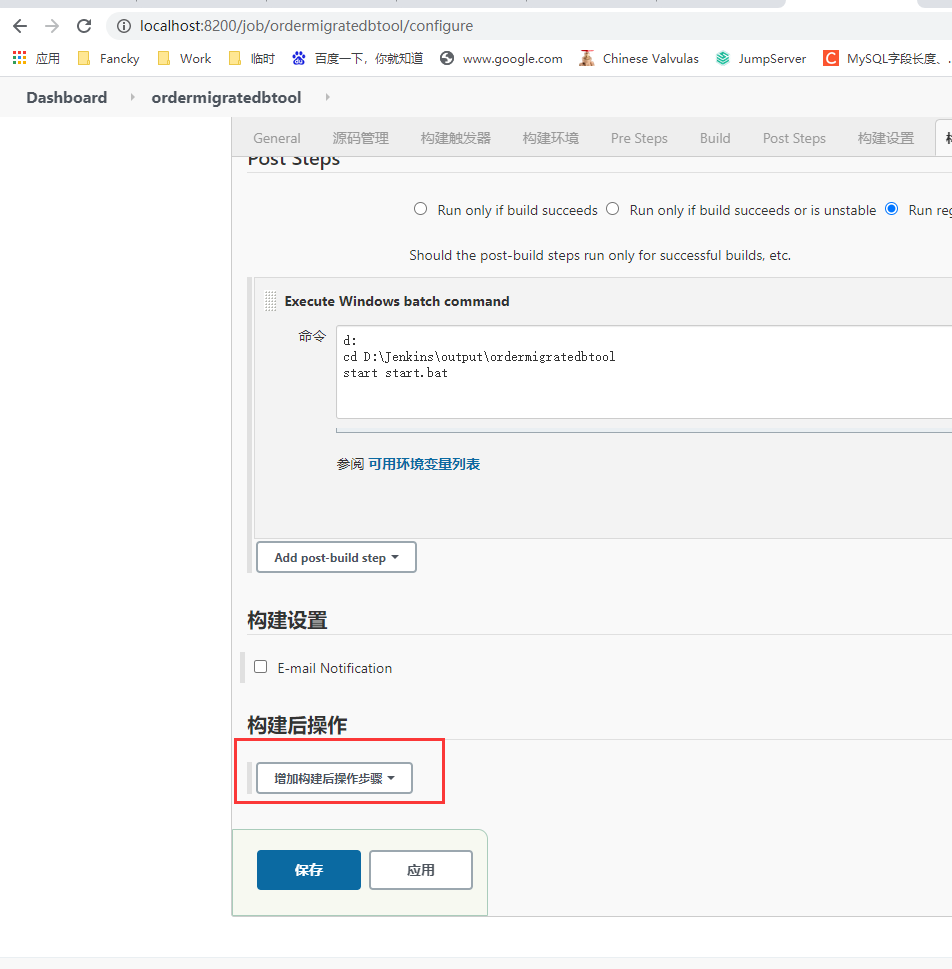 localhost:8200/job/ordermigratedbtool/configure
应用 Fancky Work 临时 百度一下，你就知道 www.google.com Chinese Valvulas JumpServer C MySQL字段长度、...
Dashboard ordermigratedbtool
General 源码管理 构建触发器 构建环境 Pre Steps Build Post Steps 构建设置
Post Steps
Run only if build succeeds Run only if build succeeds or is unstable Run reg
Should the post-build steps run only for successful builds, etc.
Execute Windows batch command
命令
d:
cd D:\Jenkins\output\ordermigratedbtool
start start.bat
参阅 可用环境变量列表
Add post-build step
构建设置
E-mail Notification
构建后操作
增加构建后操作步骤
保存 应用